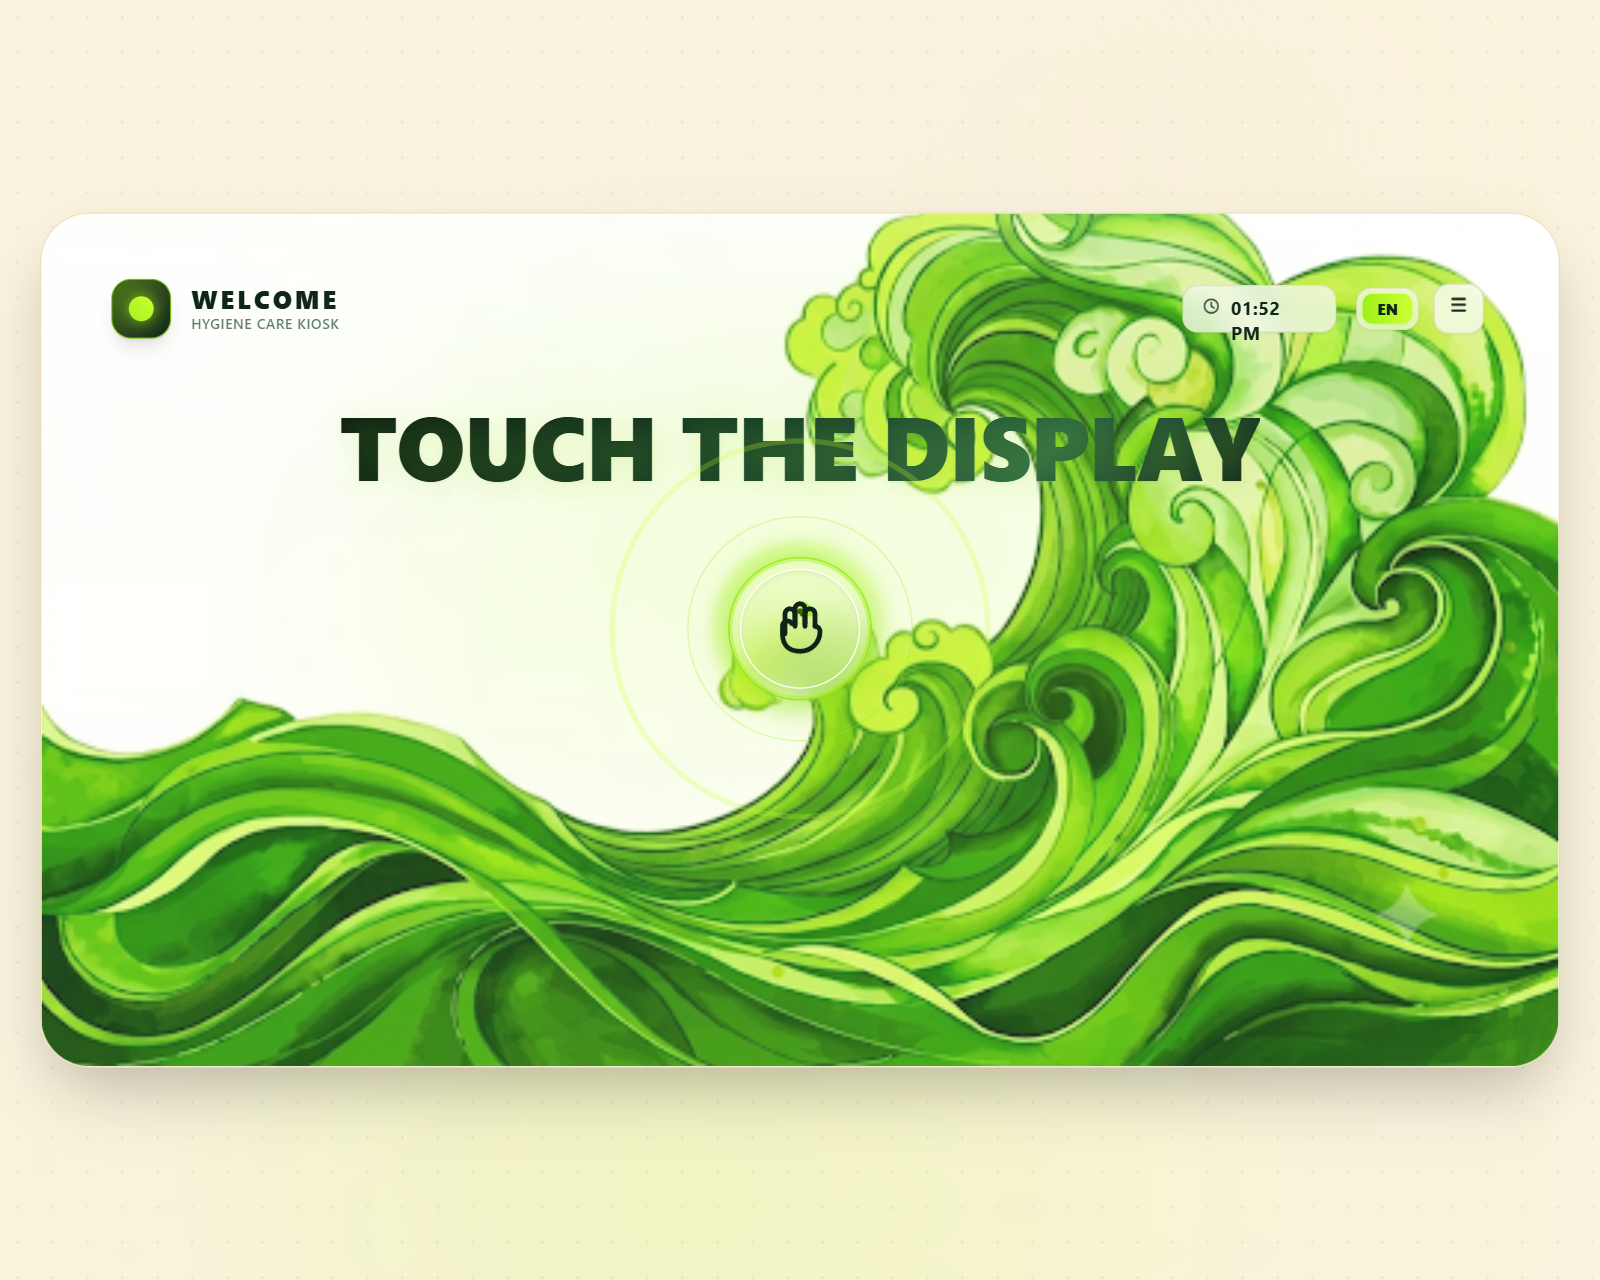 WELCOME
HYGIENE CARE KIOSK
01:52
PM
EN
TOUCH THE DISPLAY